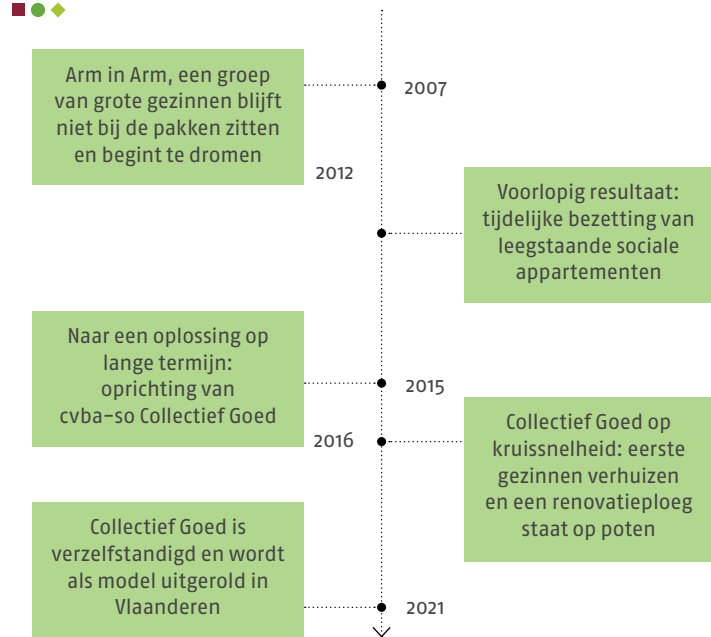 Arm in Arm, een groep
van grote gezinnen blijft
niet bij de pakken zitten
en begint te dromen
2007
2012
Voorlopig resultaat:
tijdelijke bezetting van
leegstaande sociale
appartementen
Naar een oplossing op
lange termijn:
oprichting van
cvba-so Collectief Goed
2015
2016
Collectief Goed op
kruissnelheid: eerste
gezinnen verhuizen
en een renovatieploeg
staat op poten
Collectief Goed is
verzelfstandigd en wordt
als model uitgerold in
Vlaanderen
2021